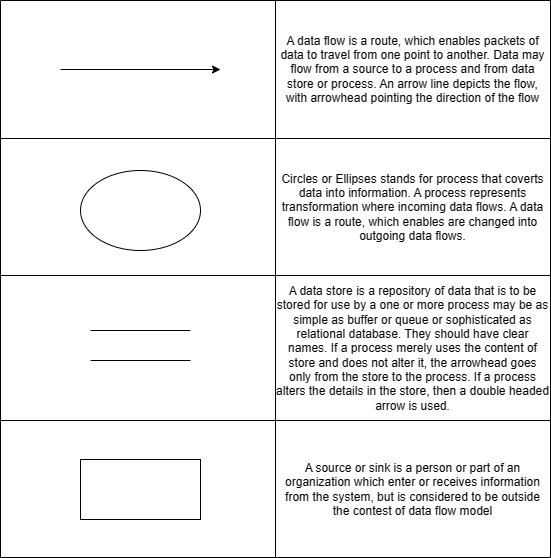 A data flow is a route, which enables packets of
data to travel from one point to another. Data may
flow from a source to a process and from data
store or process. An arrow line depicts the flow,
with arrowhead pointing the direction of the flow
Circles or Ellipses stands for process that coverts
data into information. A process represents
transformation where incoming data flows. A data
flow is a route, which enables are changed into
outgoing data flows.
A data store is a repository of data that is to be
stored for use by a one or more process may be as
simple as buffer or queue or sophisticated as
relational database. They should have clear
names. If a process merely uses the content of
store and does not alter it, the arrowhead goes
only from the store to the process. If a process
alters the details in the store, then a double headed
arrow is used.
A source or sink is a person or part of an
organization which enter or receives information
from the system, but is considered to be outside
the contest of data flow model